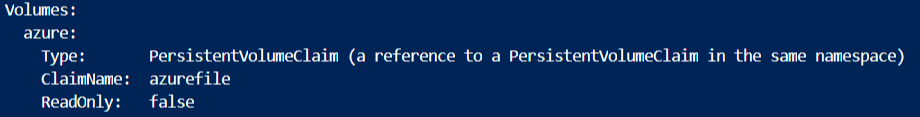 Volumes:
  azure:
    Type:       PersistentVolumeClaim (a reference to a PersistentVolumeClaim in the same namespace)
    ClaimName:  azurefile
    ReadOnly:   false